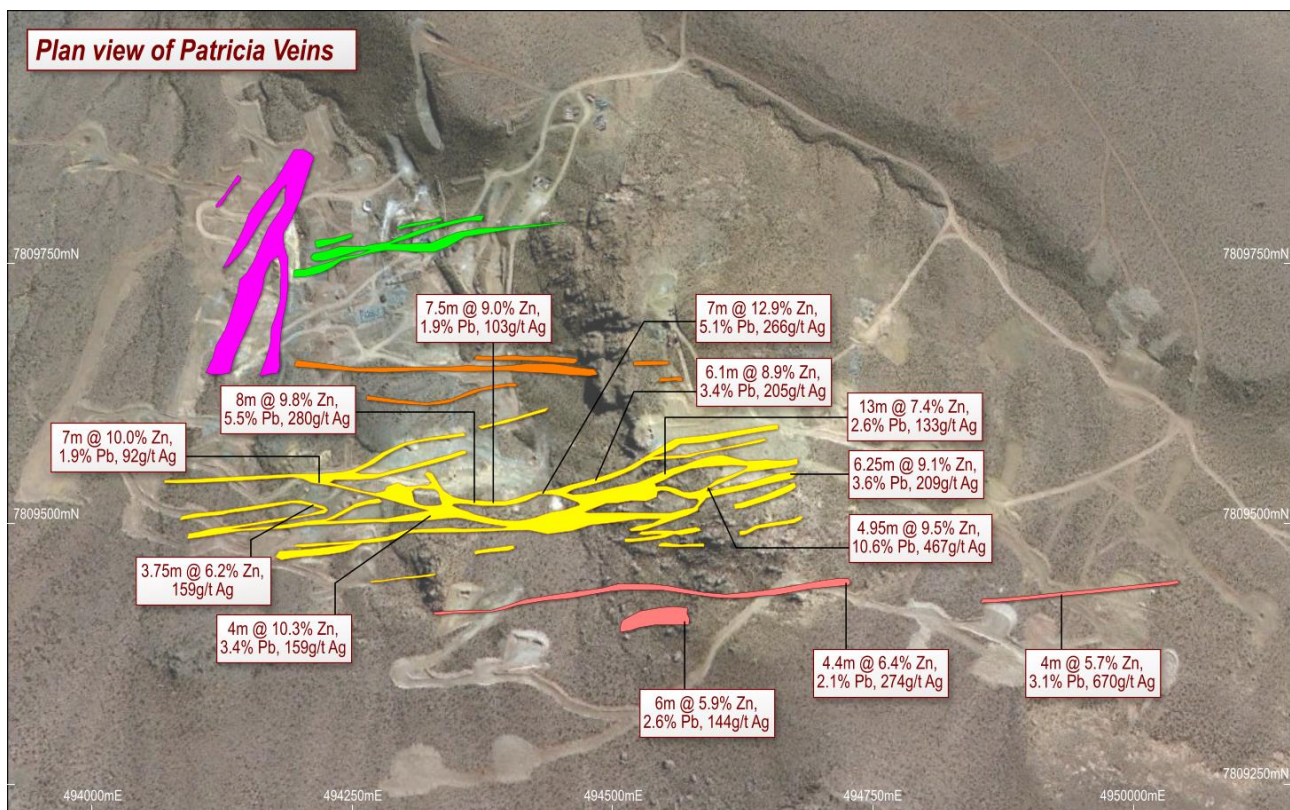 Plan view of Patricia Veins
7809750mN
7809750mN
7.5m @ 9.0% Zn,
1.9% Pb, 103g/t Ag
7m @ 12.9% Zn,
5.1% Pb, 266g/t Ag
6.1m @ 8.9% Zn,
3.4% Pb, 205g/t Ag
8m @ 9.8% Zn,
5.5% Pb, 280g/t Ag
13m @ 7.4% Zn,
2.6% Pb, 133g/t Ag
7m @ 10.0% Zn,
1.9% Pb, 92g/t Ag
6.25m @ 9.1% Zn,
3.6% Pb, 209g/t Ag
7809500mN
7809500mN
4.95m @ 9.5% Zn,
10.6% Pb, 467g/t Ag
3.75m @ 6.2% Zn,
159g/t Ag
4m @ 10.3% Zn,
3.4% Pb, 159g/t Ag
4.4m @ 6.4% Zn,
2.1% Pb, 274g/t Ag
4m @ 5.7% Zn,
3.1% Pb, 670g/t Ag
6m @ 5.9% Zn,
2.6% Pb, 144g/t Ag
7809250mN
494000mE
494250mE
494500mE
494750mE
4950000mE